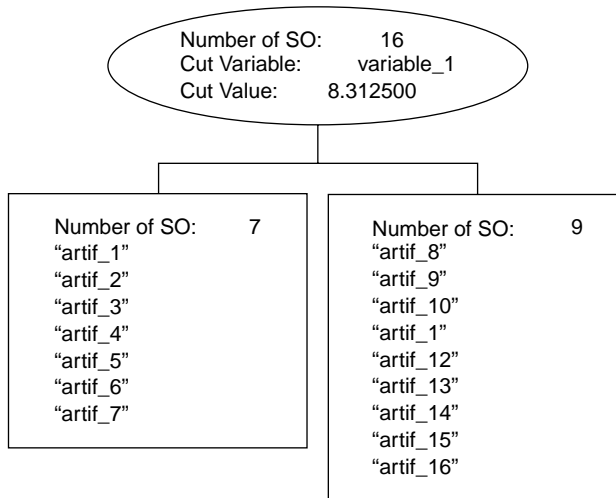 Number of SO: 16
Cut Variable: variable_1
Cut Value: 8.312500
Number of SO: 7
“artif_1”
“artif_2”
“artif_3”
“artif_4”
“artif_5”
“artif_6”
“artif_7”
Number of SO: 9
“artif_8”
“artif_9”
“artif_10”
“artif_1”
“artif_12”
“artif_13”
“artif_14”
“artif_15”
“artif_16”